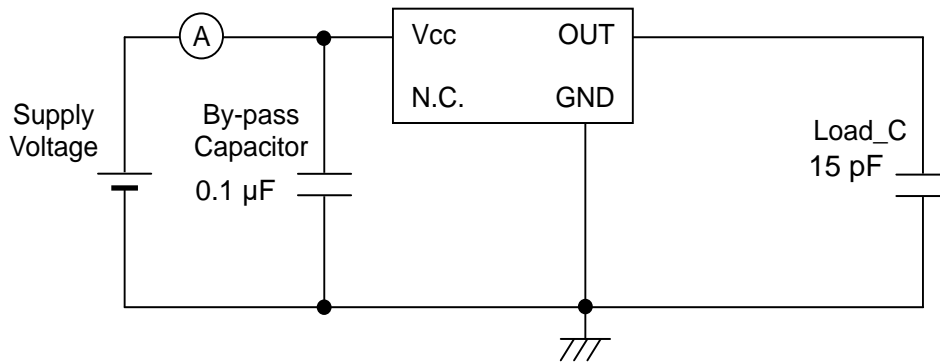 A
Vcc
OUT
N.C.
GND
Supply
Voltage
By-pass
Capacitor
0.1 µF
Load_C
15 pF